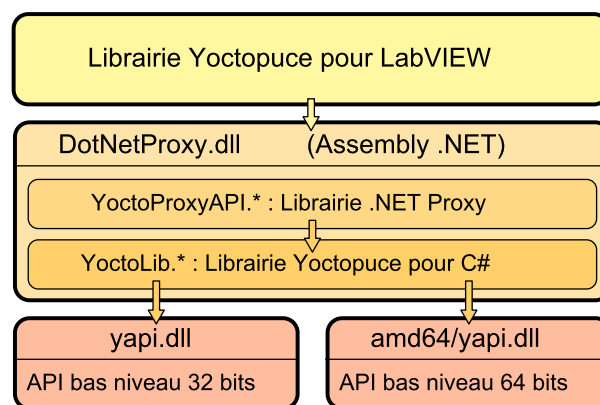 Librairie Yoctopuce pour LabVIEW
DotNetProxy.dll (Assembly .NET)
YoctoProxyAPI.* : Librairie .NET Proxy
YoctoLib.* : Librairie Yoctopuce pour C#
yapi.dll
API bas niveau 32 bits
amd64/yapi.dll
API bas niveau 64 bits